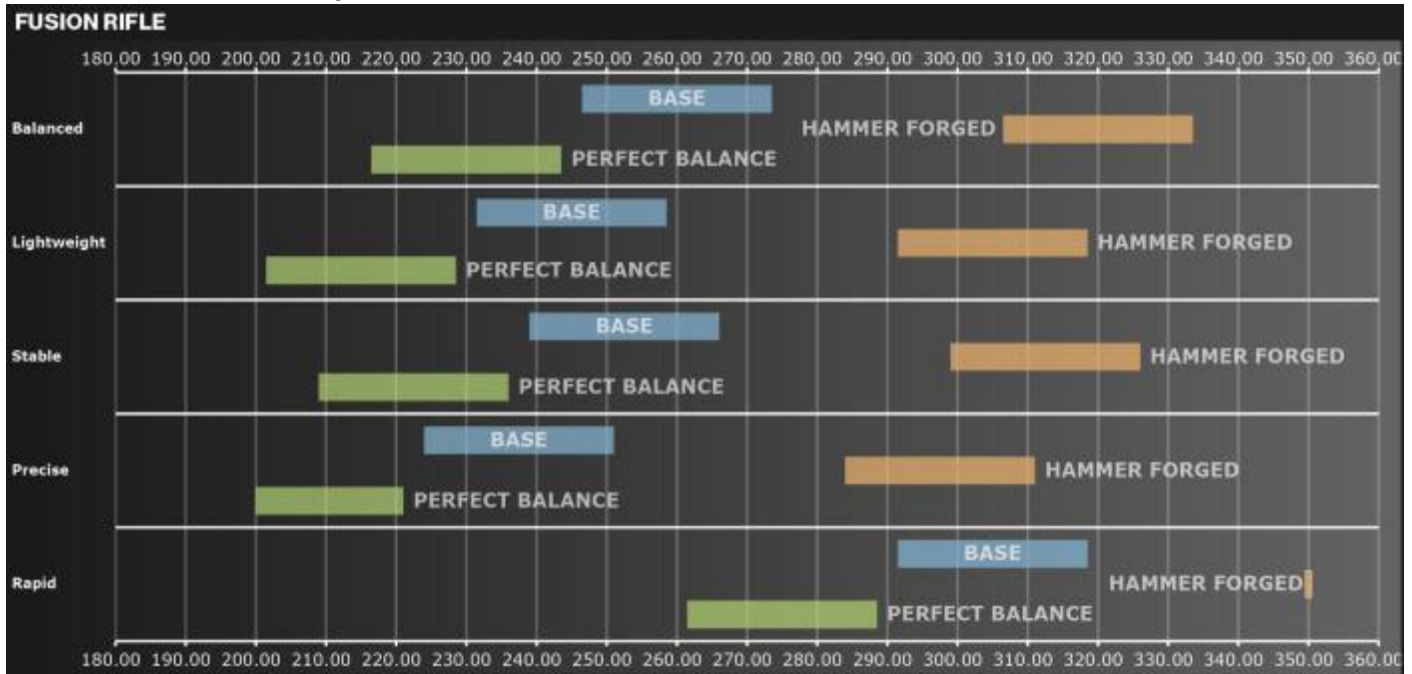 FUSION RIFLE
180.00 190.00 200.00 210.00 220.00 230.00 240.00 250.00 260.00 270.00 280.00 290.00 300.00 310.00 320.00 330.00 340.00 350.00 360.00
BASE
Balanced HAMMER FORGED
PERFECT BALANCE
BASE
Lightweight HAMMER FORGED
PERFECT BALANCE
BASE
Stable HAMMER FORGED
PERFECT BALANCE
BASE
Precise HAMMER FORGED
PERFECT BALANCE
BASE
Rapid HAMMER FORGED
PERFECT BALANCE
180.00 190.00 200.00 210.00 220.00 230.00 240.00 250.00 260.00 270.00 280.00 290.00 300.00 310.00 320.00 330.00 340.00 350.00 360.00